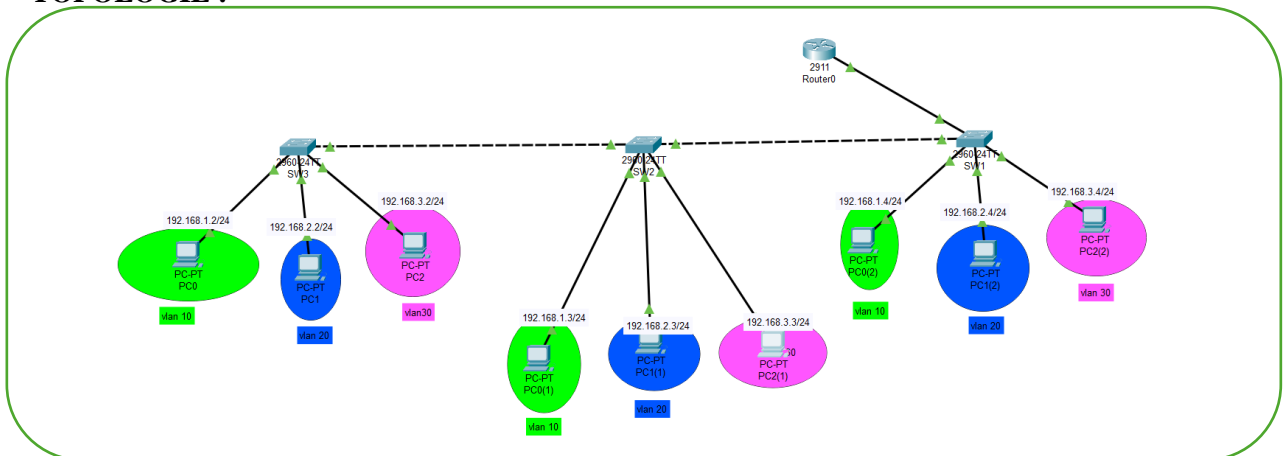 TOPOLOGIE :
2911
Router0
2960-24TT
SW3
2960-24TT
SW2
2960-24TT
SW1
192.168.1.2/24
192.168.2.2/24
192.168.3.2/24
PC-PT
PC0
PC-PT
PC1
PC-PT
PC2
vlan 10
vlan 20
vlan30
192.168.1.3/24
192.168.2.3/24
192.168.3.3/24
PC-PT
PC0(1)
PC-PT
PC1(1)
PC-PT
PC2(1)
vlan 10
vlan 20
192.168.1.4/24
192.168.2.4/24
192.168.3.4/24
PC-PT
PC0(2)
PC-PT
PC1(2)
PC-PT
PC2(2)
vlan 10
vlan 20
vlan 30